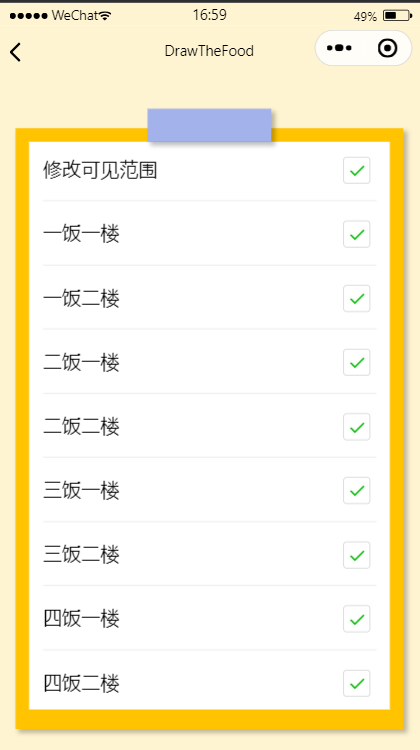 WeChat 16:59 49%
DrawTheFood
修改可见范围
一饭一楼
一饭二楼
二饭一楼
二饭二楼
三饭一楼
三饭二楼
四饭一楼
四饭二楼